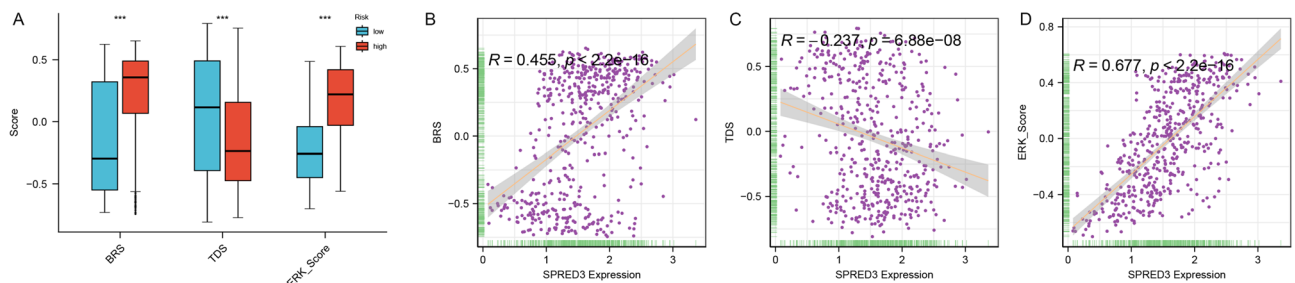 A
Risk
low
high
***
***
***
Score
0.5
0.0
−0.5
BRS
TDS
ERK_Score
B
R = 0.455, p < 2.2e−16
BRS
0.5
0.0
−0.5
0
1
2
3
SPRED3 Expression
C
R = −0.237, p = 6.88e−08
TDS
0.5
0.0
−0.5
0
1
2
3
SPRED3 Expression
D
R = 0.677, p < 2.2e−16
ERK_Score
0.8
0.4
0.0
−0.4
0
1
2
3
SPRED3 Expression